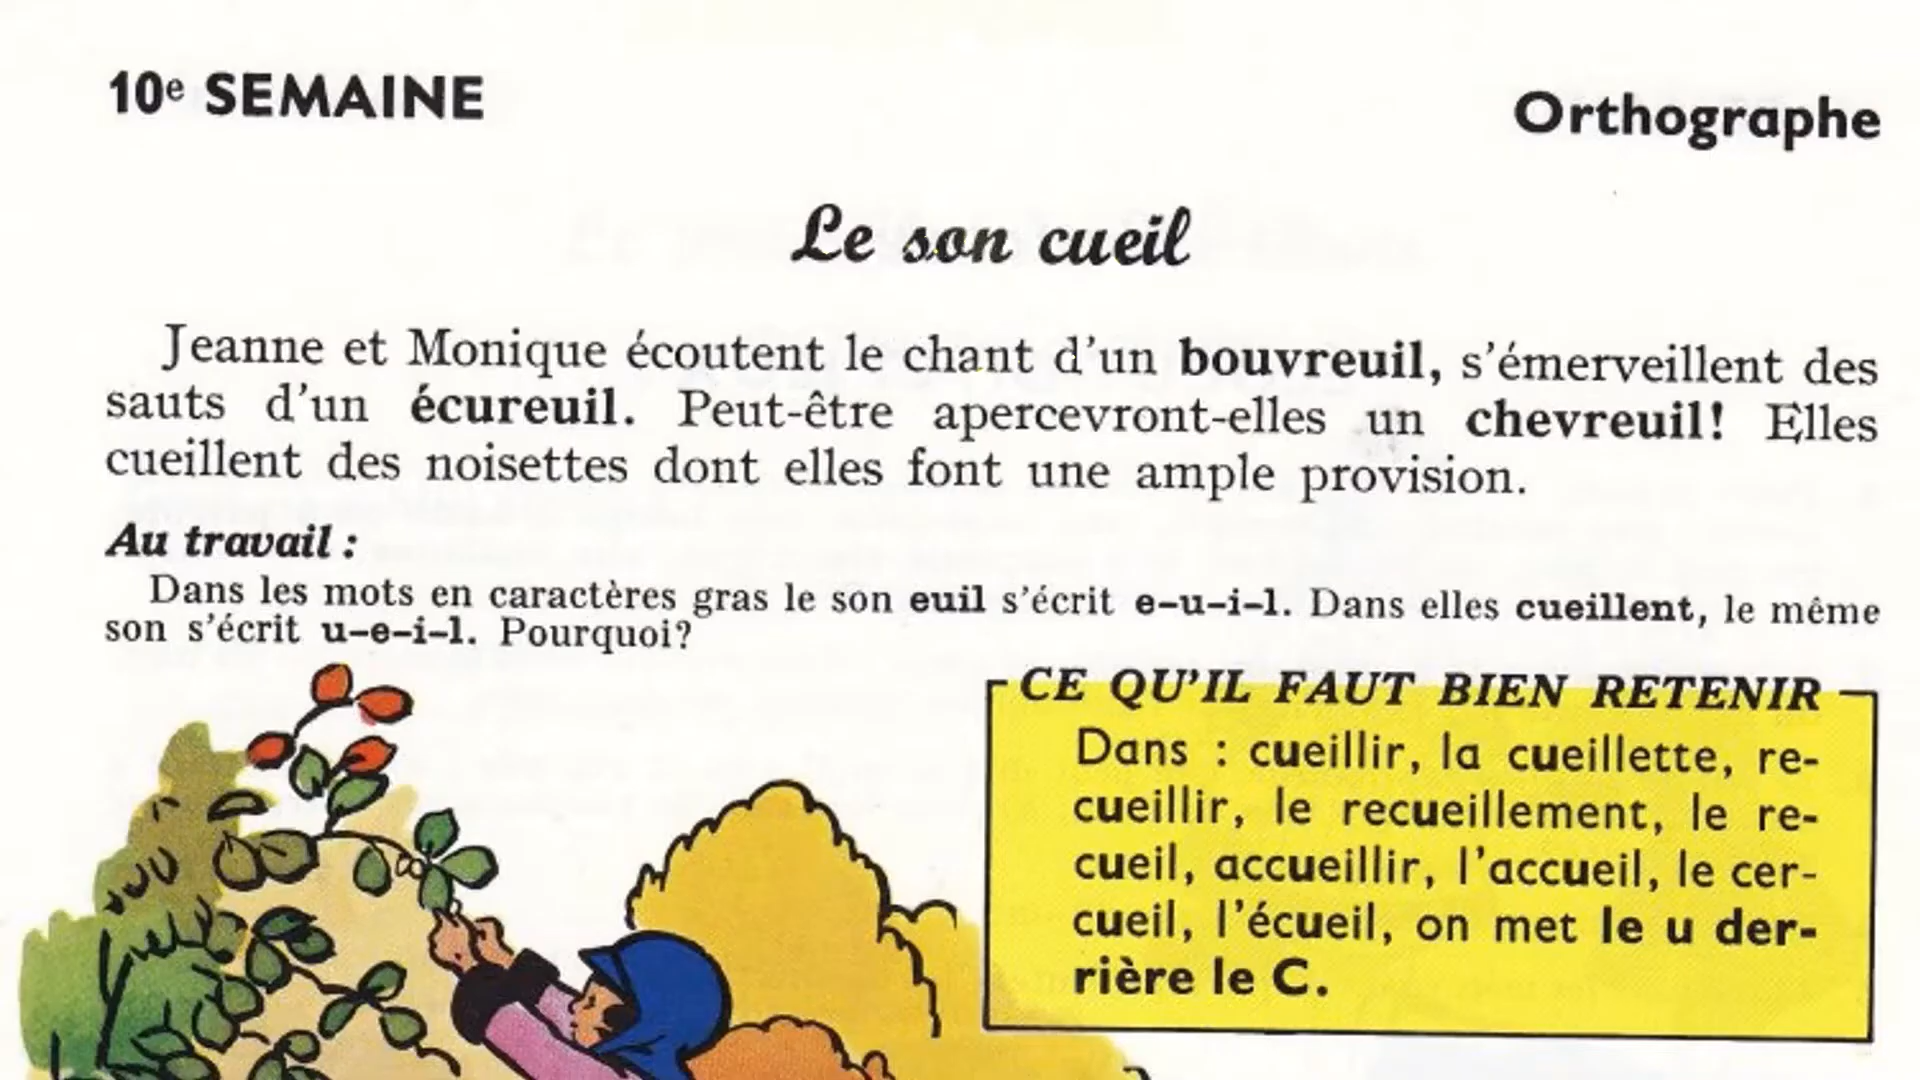 10e SEMAINE
Orthographe
Le son cueil
Jeanne et Monique écoutent le chant d'un bouvreuil, s'émerveillent des
sauts d'un écureuil. Peut-être apercevront-elles un chevreuil! Elles
cueillent des noisettes dont elles font une ample provision.
Au travail :
Dans les mots en caractères gras le son euil s'écrit e-u-i-l. Dans elles cueillent, le même
son s'écrit u-e-i-l. Pourquoi?
CE QU'IL FAUT BIEN RETENIR
Dans : cueillir, la cueillette, re-
cueillir, le recueillement, le re-
cueil, accueillir, l'accueil, le cer-
cueil, l'écueil, on met le u der-
rière le C.